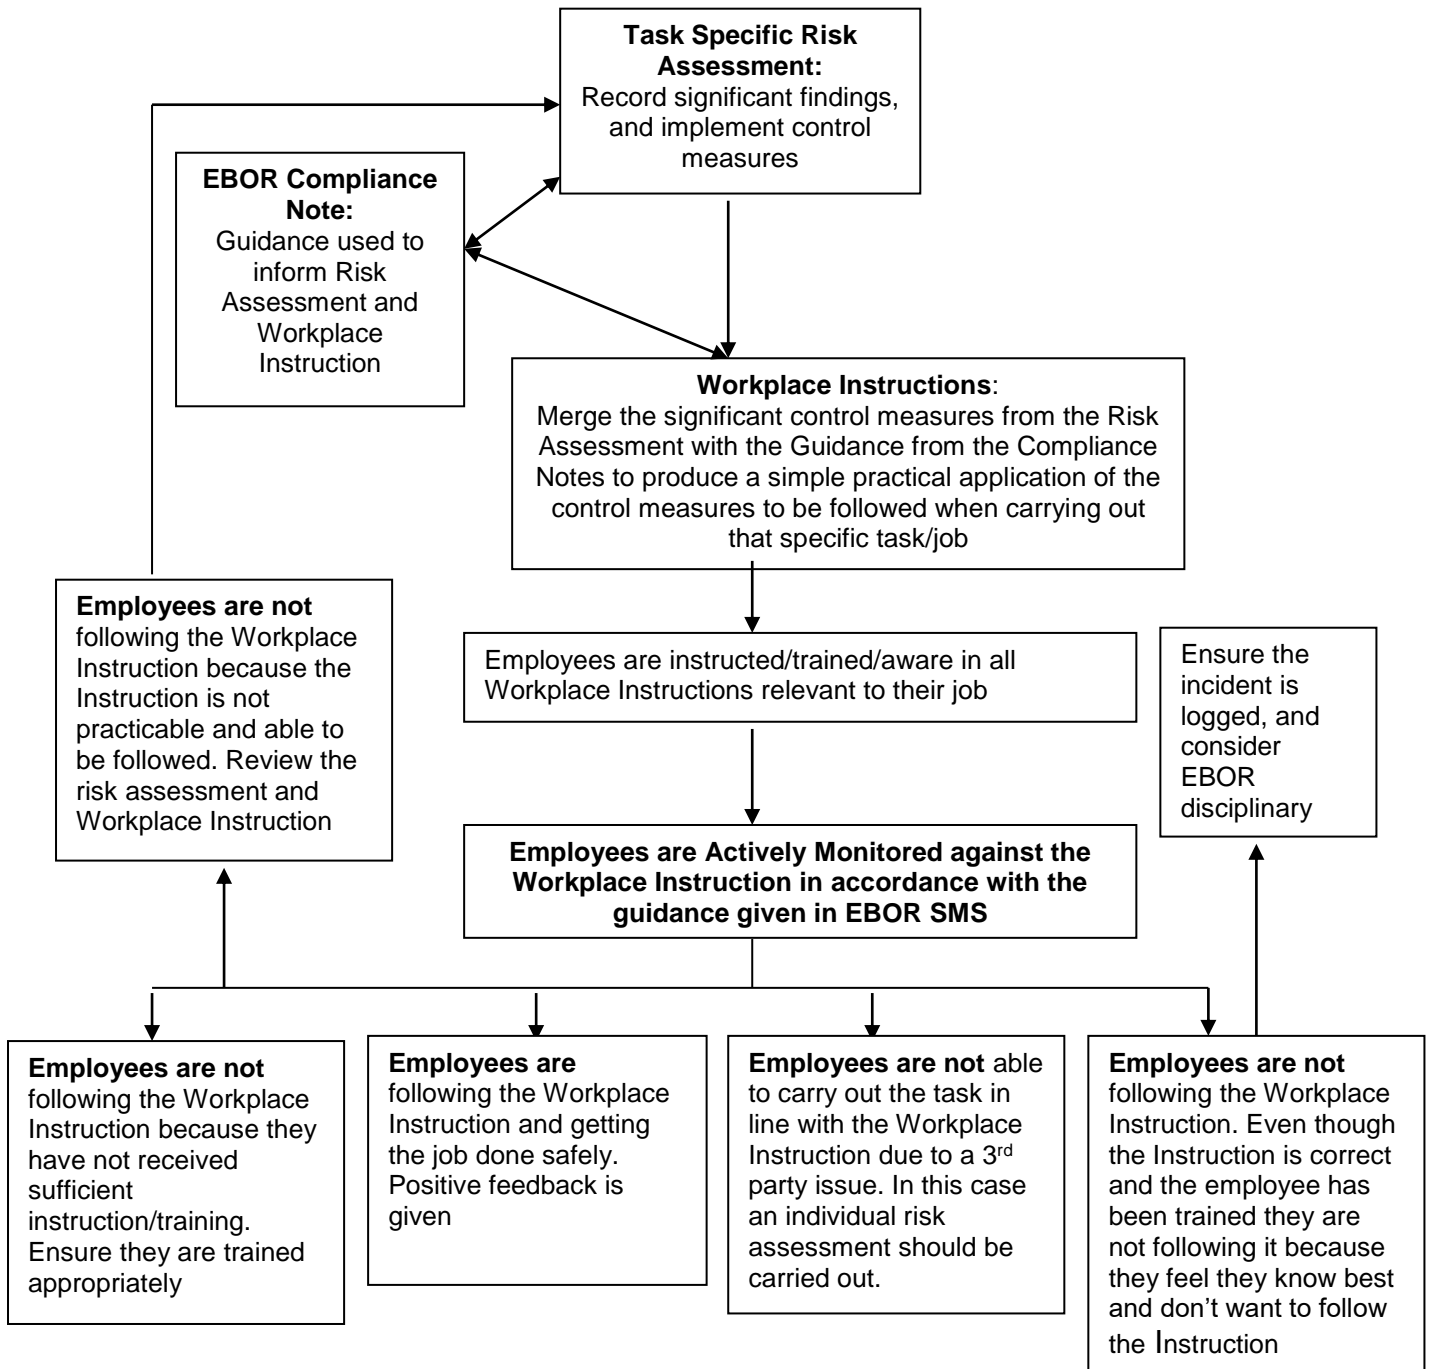 Task Specific Risk
Assessment:
Record significant findings,
and implement control
measures
EBOR Compliance
Note:
Guidance used to
inform Risk
Assessment and
Workplace
Instruction
Workplace Instructions:
Merge the significant control measures from the Risk
Assessment with the Guidance from the Compliance
Notes to produce a simple practical application of the
control measures to be followed when carrying out
that specific task/job
Employees are not
following the Workplace
Instruction because the
Instruction is not
practicable and able to
be followed. Review the
risk assessment and
Workplace Instruction
Employees are instructed/trained/aware in all
Workplace Instructions relevant to their job
Ensure the
incident is
logged, and
consider
EBOR
disciplinary
Employees are Actively Monitored against the
Workplace Instruction in accordance with the
guidance given in EBOR SMS
Employees are not
following the Workplace
Instruction because they
have not received
sufficient
instruction/training.
Ensure they are trained
appropriately
Employees are
following the Workplace
Instruction and getting
the job done safely.
Positive feedback is
given
Employees are not able
to carry out the task in
line with the Workplace
Instruction due to a 3rd
party issue. In this case
an individual risk
assessment should be
carried out.
Employees are not
following the Workplace
Instruction. Even though
the Instruction is correct
and the employee has
been trained they are
not following it because
they feel they know best
and don’t want to follow
the Instruction